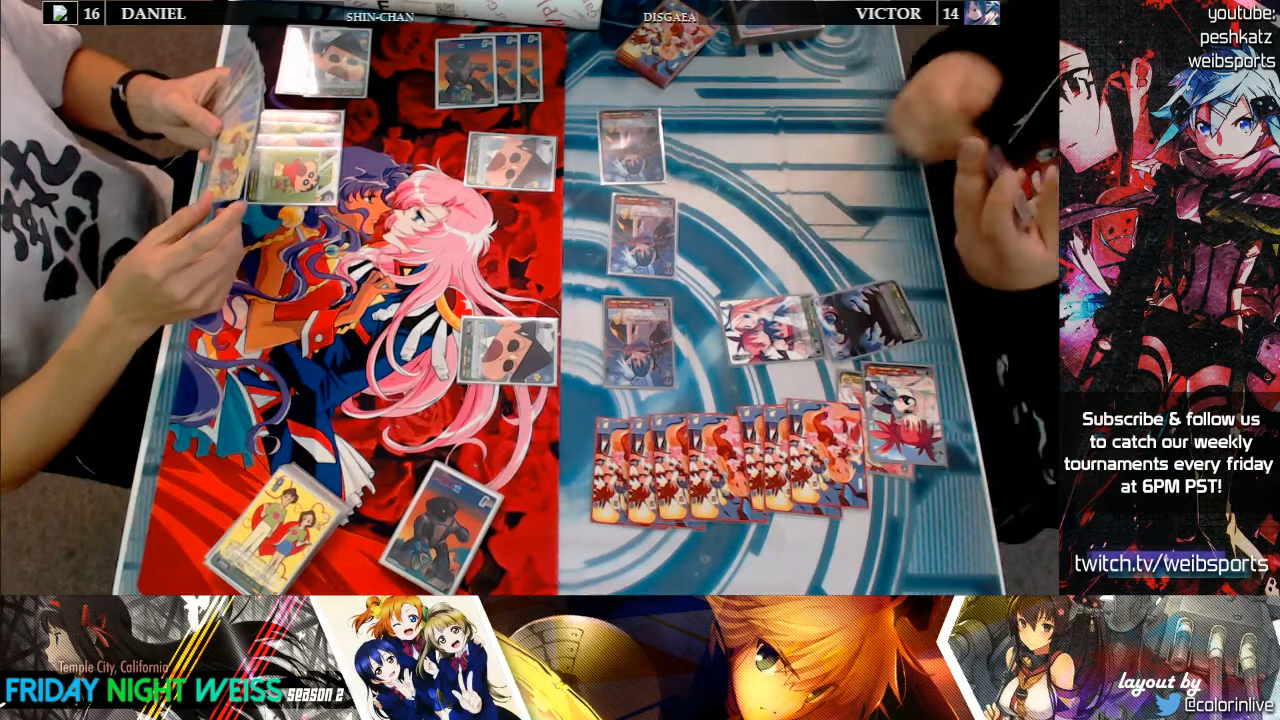 16 DANIEL
SHIN-CHAN
DISGAEA
VICTOR 14
youtube:
peshkatz
weibsports
Subscribe & follow us
to catch our weekly
tournaments every friday
at 6PM PST!
twitch.tv/weibsports
Temple City, California
FRIDAY NIGHT WEISS SEASON 2
layout by
@colorinlive